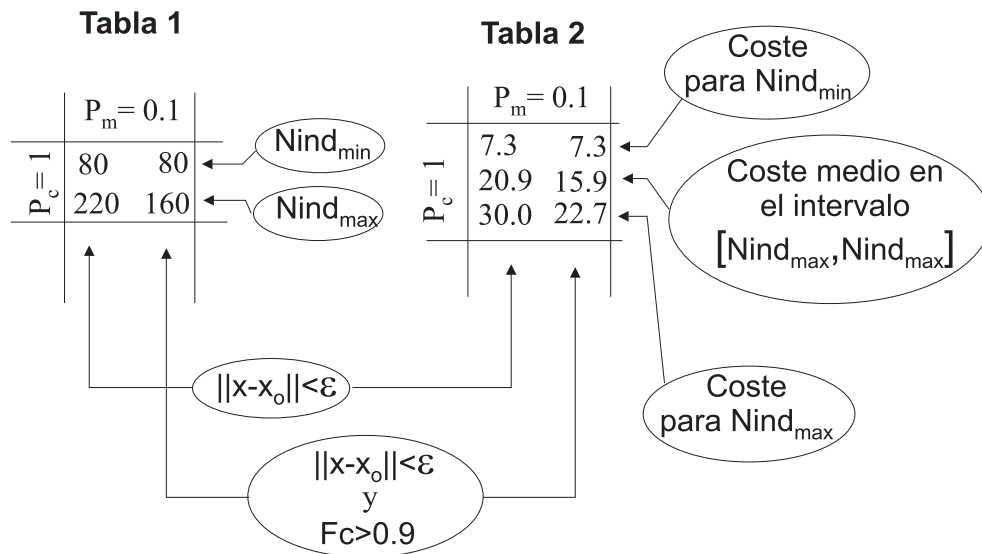 Tabla 1
P_m = 0.1
P_c = 1
80 80
220 160
Nind_min
Nind_max
Tabla 2
P_m = 0.1
P_c = 1
7.3 7.3
20.9 15.9
30.0 22.7
Coste
para Nind_min
Coste medio en
el intervalo
[Nind_max,Nind_max]
Coste
para Nind_max
||x-x_o||<ε
||x-x_o||<ε
y
Fc>0.9